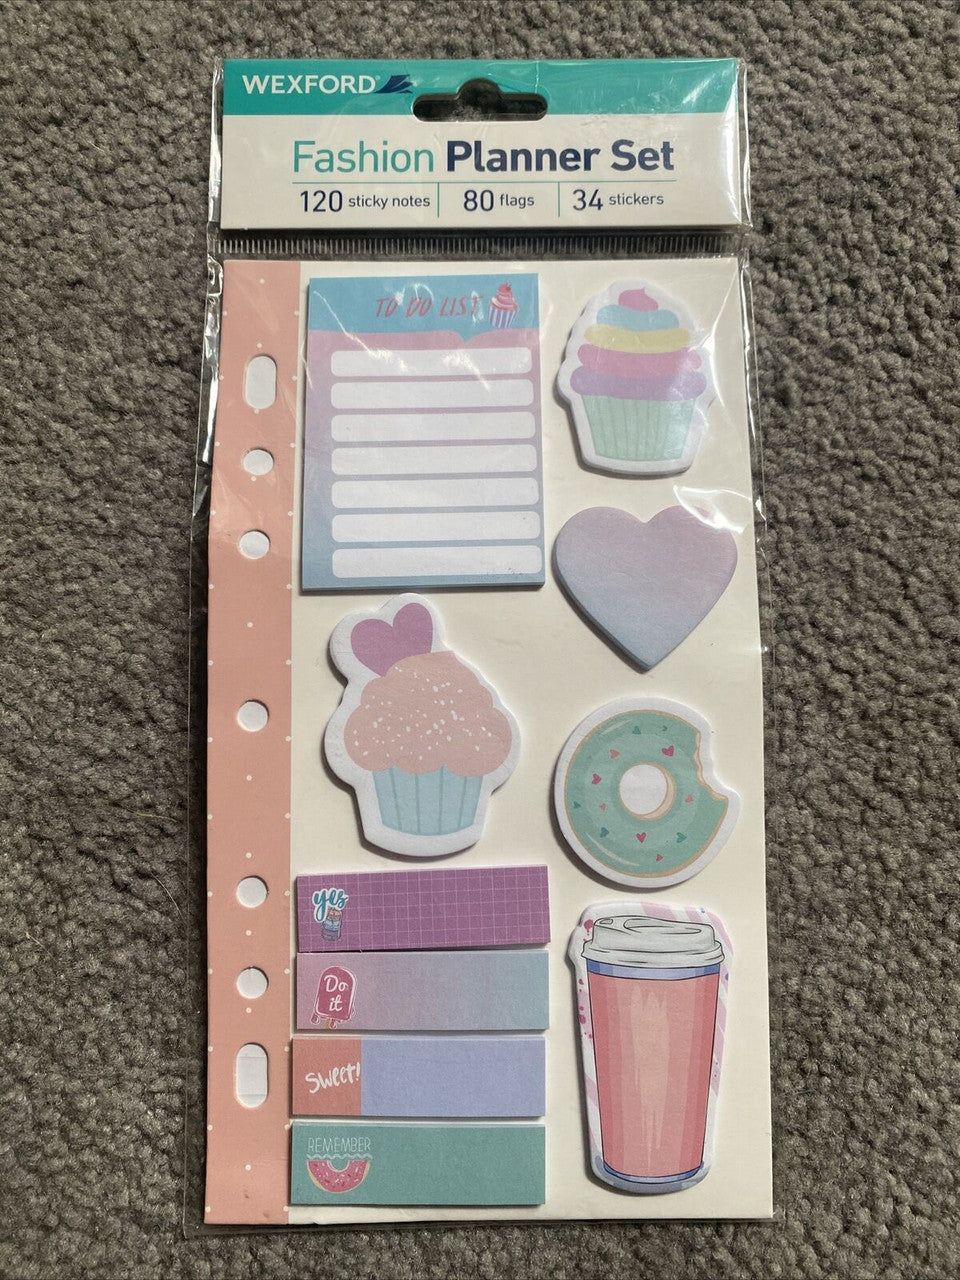 WEXFORD
Fashion Planner Set
120 sticky notes 80 flags 34 stickers
TO DO LIST
yes
Do it
Sweet!
REMEMBER